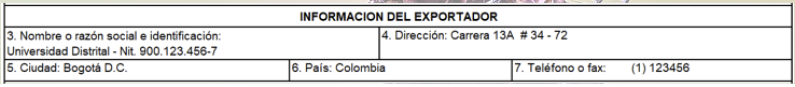 INFORMACION DEL EXPORTADOR
3. Nombre o razón social e identificación:
Universidad Distrital - Nit. 900.123.456-7
4. Dirección: Carrera 13A # 34 - 72
5. Ciudad: Bogotá D.C.
6. País: Colombia
7. Teléfono o fax: (1) 123456